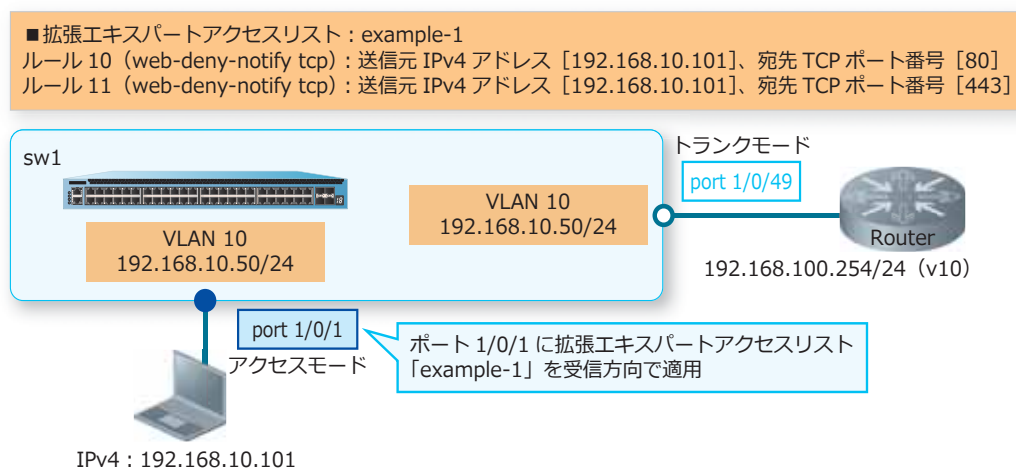 ■拡張エキスパートアクセスリスト：example-1
ルール 10（web-deny-notify tcp）：送信元 IPv4 アドレス［192.168.10.101］、宛先 TCP ポート番号［80］
ルール 11（web-deny-notify tcp）：送信元 IPv4 アドレス［192.168.10.101］、宛先 TCP ポート番号［443］
sw1
トランクモード
port 1/0/49
VLAN 10
192.168.10.50/24
VLAN 10
192.168.10.50/24
Router
192.168.100.254/24（v10）
port 1/0/1
アクセスモード
ポート 1/0/1 に拡張エキスパートアクセスリスト
「example-1」を受信方向で適用
IPv4：192.168.10.101